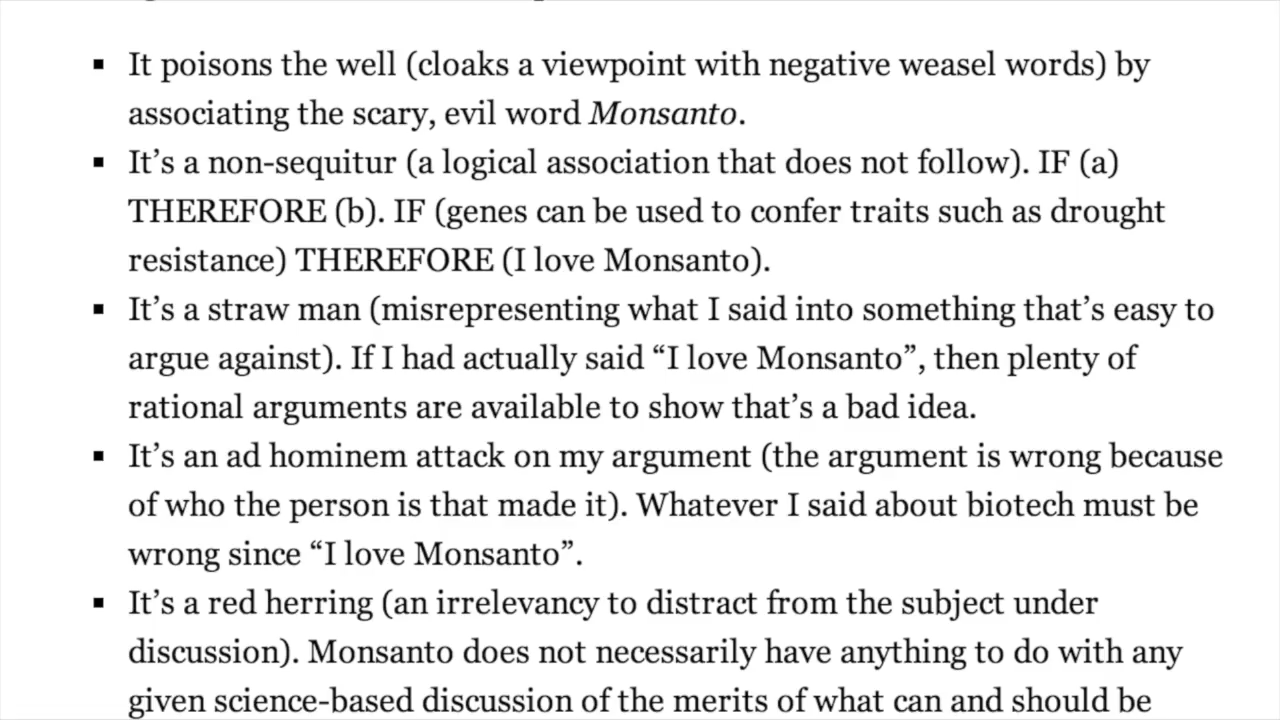 ▪ It poisons the well (cloaks a viewpoint with negative weasel words) by
associating the scary, evil word Monsanto.
▪ It’s a non-sequitur (a logical association that does not follow). IF (a)
THEREFORE (b). IF (genes can be used to confer traits such as drought
resistance) THEREFORE (I love Monsanto).
▪ It’s a straw man (misrepresenting what I said into something that’s easy to
argue against). If I had actually said “I love Monsanto”, then plenty of
rational arguments are available to show that’s a bad idea.
▪ It’s an ad hominem attack on my argument (the argument is wrong because
of who the person is that made it). Whatever I said about biotech must be
wrong since “I love Monsanto”.
▪ It’s a red herring (an irrelevancy to distract from the subject under
discussion). Monsanto does not necessarily have anything to do with any
given science-based discussion of the merits of what can and should be